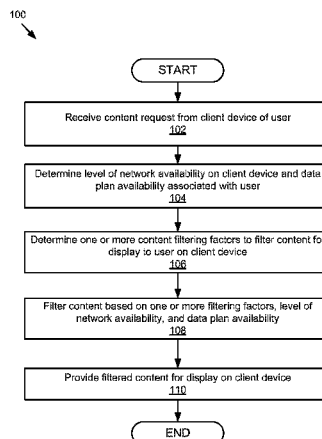 100
START
Receive content request from client device of user
102
Determine level of network availability on client device and data
plan availability associated with user
104
Determine one or more content filtering factors to filter content for
display to user on client device
106
Filter content based on one or more filtering factors, level of
network availability, and data plan availability
108
Provide filtered content for display on client device
110
END